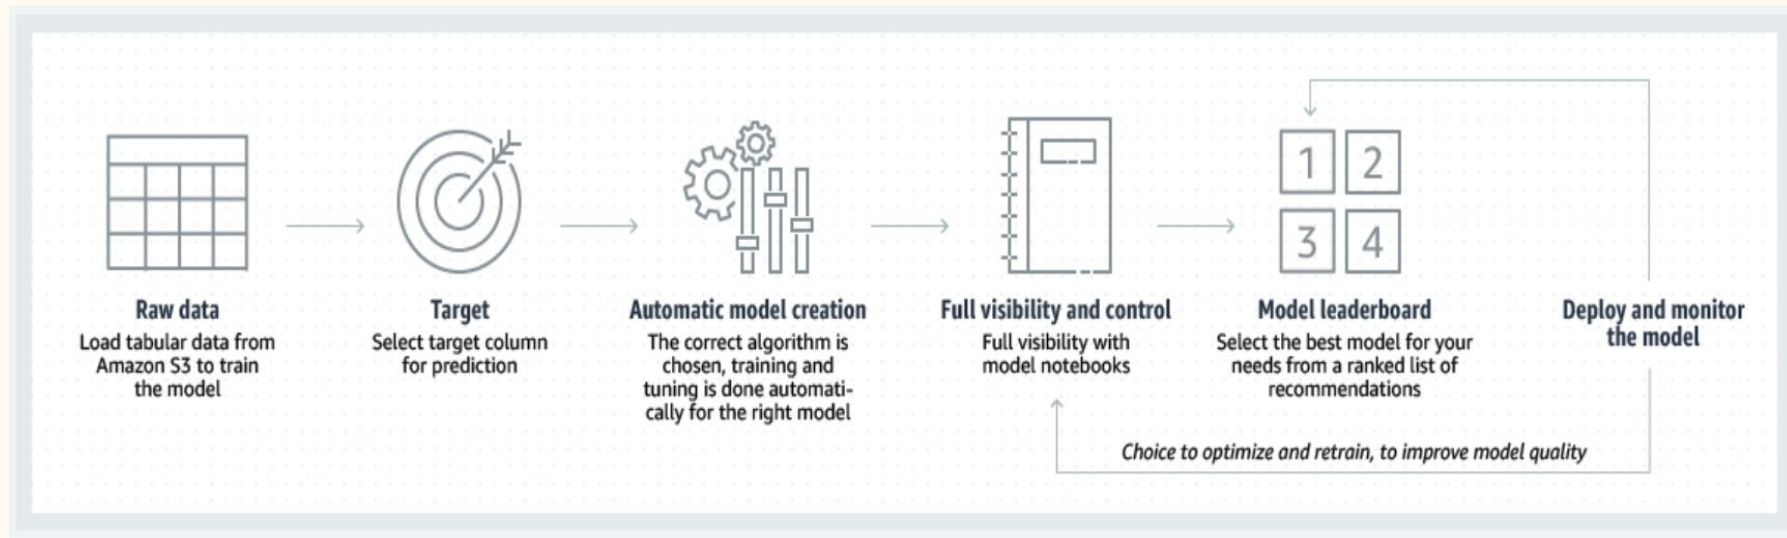 Raw data
Load tabular data from
Amazon S3 to train
the model
Target
Select target column
for prediction
Automatic model creation
The correct algorithm is
chosen, training and
tuning is done automati-
cally for the right model
Full visibility and control
Full visibility with
model notebooks
1 2
3 4
Model leaderboard
Select the best model for your
needs from a ranked list of
recommendations
Deploy and monitor
the model
Choice to optimize and retrain, to improve model quality